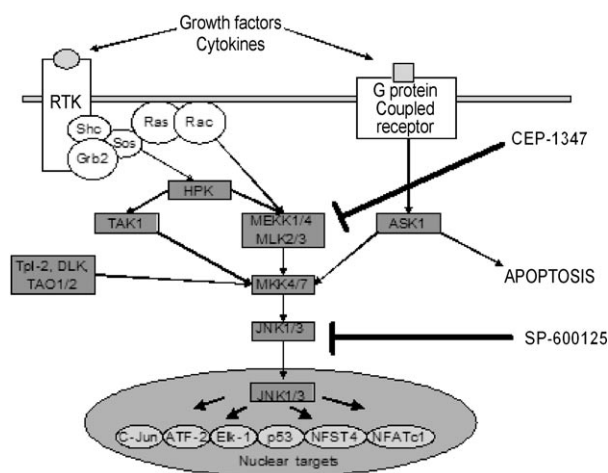 Growth factors
Cytokines
RTK
G protein
Coupled
receptor
Shc
Sos
Ras
Rac
Grb2
CEP-1347
HPK
TAK1
MEKK1/4
MLK2/3
ASK1
Tpl-2, DLK,
TAO1/2
MKK4/7
APOPTOSIS
JNK1/3
SP-600125
JNK1/3
C-Jun
ATF-2
Elk-1
p53
NFST4
NFATc1
Nuclear targets